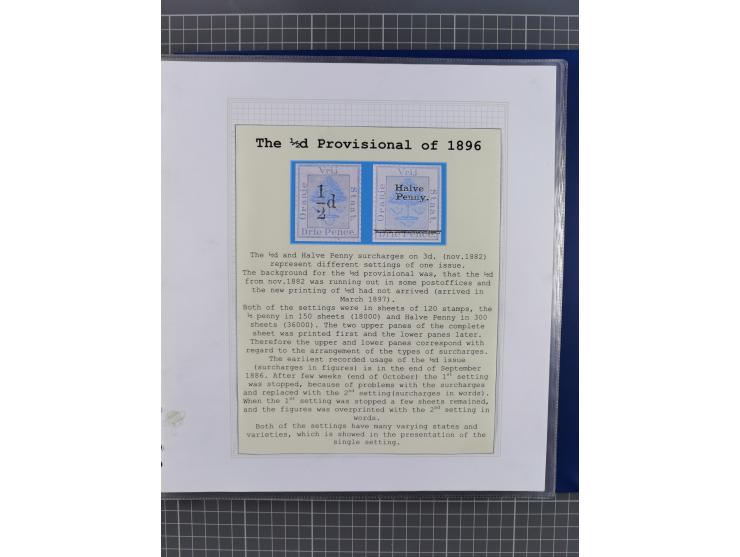 The ½d Provisional of 1896
Vrij
Oranje
Staat.
1/2 d
Drie Pence.
Vrij
Oranje
Staat.
Halve
Penny.
Drie Pence.
The ½d and Halve Penny surcharges on 3d. (nov.1882)
represent different settings of one issue.
The background for the ½d provisional was, that the ½d
from nov.1882 was running out in some postoffices and
the new printing of ½d had not arrived (arrived in
March 1897).
Both of the settings were in sheets of 120 stamps, the
½ penny in 150 sheets (18000) and Halve Penny in 300
sheets (36000). The two upper panes of the complete
sheet was printed first and the lower panes later.
Therefore the upper and lower panes correspond with
regard to the arrangement of the types of surcharges.
The earliest recorded usage of the ½d issue
(surcharges in figures) is in the end of September
1886. After few weeks (end of October) the 1st setting
was stopped, because of problems with the surcharges
and replaced with the 2nd setting(surcharges in words).
When the 1st setting was stopped a few sheets remained,
and the figures was overprinted with the 2nd setting in
words.
Both of the settings have many varying states and
varieties, which is showed in the presentation of the
single setting.